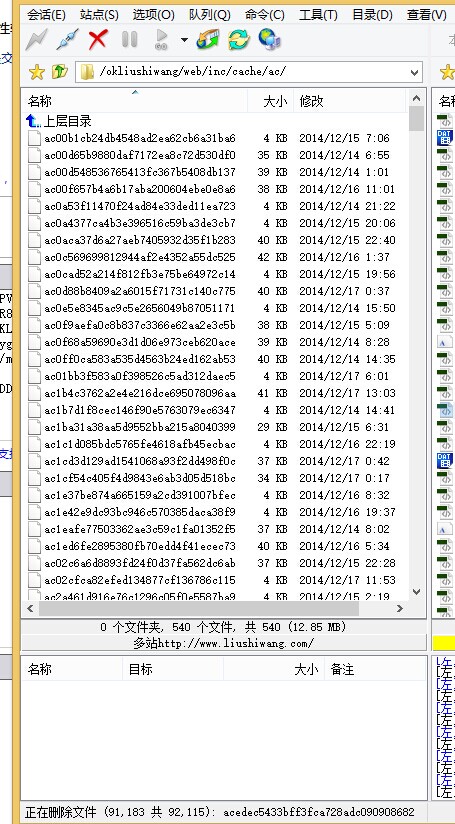 会话(E) 站点(S) 选项(O) 队列(Q) 命令(C) 工具(T) 目录(D) 查看(V)
/okliushiwang/web/inc/cache/ac/
名称 大小 修改
上层目录
ac00b1cb24db4548ad2ea62cb6a31ba6 4 KB 2014/12/15 7:06
ac00d65b9880daf7172ea8c72d530df0 35 KB 2014/12/14 6:55
ac00d548536765413fc367b5408db137 39 KB 2014/12/14 1:01
ac00f657b4a6b17aba200604ebe0e8a6 38 KB 2014/12/16 11:01
ac0a53f11470f24ad84e33ded11ea723 4 KB 2014/12/14 21:22
ac0a4377ca4b3e396516c59ba3de3cb7 4 KB 2014/12/15 20:06
ac0aca37d6a27aeb7405932d35f1b283 40 KB 2014/12/15 22:40
ac0c569699812944af2e4352a55dc525 42 KB 2014/12/16 1:37
ac0cad52a214f812fb3e75be64972c14 4 KB 2014/12/15 19:56
ac0d88b8409a2a6015f71731c140c775 40 KB 2014/12/17 0:37
ac0e5e8345ac9c5e2656049b87051171 4 KB 2014/12/14 15:50
ac0f9aefa0c8b837c3366e62aa2e3c5b 38 KB 2014/12/15 5:09
ac0f68a59690e3d1d06e973ceb620ace 39 KB 2014/12/14 8:28
ac0ff0ca583a535d4563b24ed162ab53 40 KB 2014/12/14 14:35
ac01bb3f583a0f398526c5ad312daec5 4 KB 2014/12/17 6:01
ac1b4c3762a2e4e216dce695078096aa 41 KB 2014/12/17 13:03
ac1b7d1f8cec146f90e5763079ec6347 4 KB 2014/12/14 14:41
ac1ba31a38aa5d9552bba215a8040399 29 KB 2014/12/15 6:31
ac1c1d085bdc5765fe4618afb45ecbac 4 KB 2014/12/16 22:19
ac1cd3d129ad1541068a93f2dd498f0c 37 KB 2014/12/17 0:42
ac1cf54c405f4d9843e6ab3d05d518bc 34 KB 2014/12/17 0:17
ac1e37be874a665159a2cd391007bfec 4 KB 2014/12/16 8:32
ac1e42e9dc93bc946c570385daca38f9 4 KB 2014/12/16 19:37
ac1eafe77503362ae3c59c1fa01352f5 37 KB 2014/12/14 8:02
ac1ed6fe2895380fb70edd4f41ecec73 40 KB 2014/12/16 5:34
ac02c6a6d8893fd24f0d37fa562dc6ab 37 KB 2014/12/15 22:28
ac02cfca82efed134877cf136786c115 4 KB 2014/12/17 11:53
ac2a461d916e76c1296c05f0e5587ba9 4 KB 2014/12/15 2:19
0 个文件夹, 540 个文件, 共 540 (12.85 MB)
多站http://www.liushiwang.com/
名称 目标 大小 备注
正在删除文件 (91,183 共 92,115): acedec5433bff3fca728adc090908682